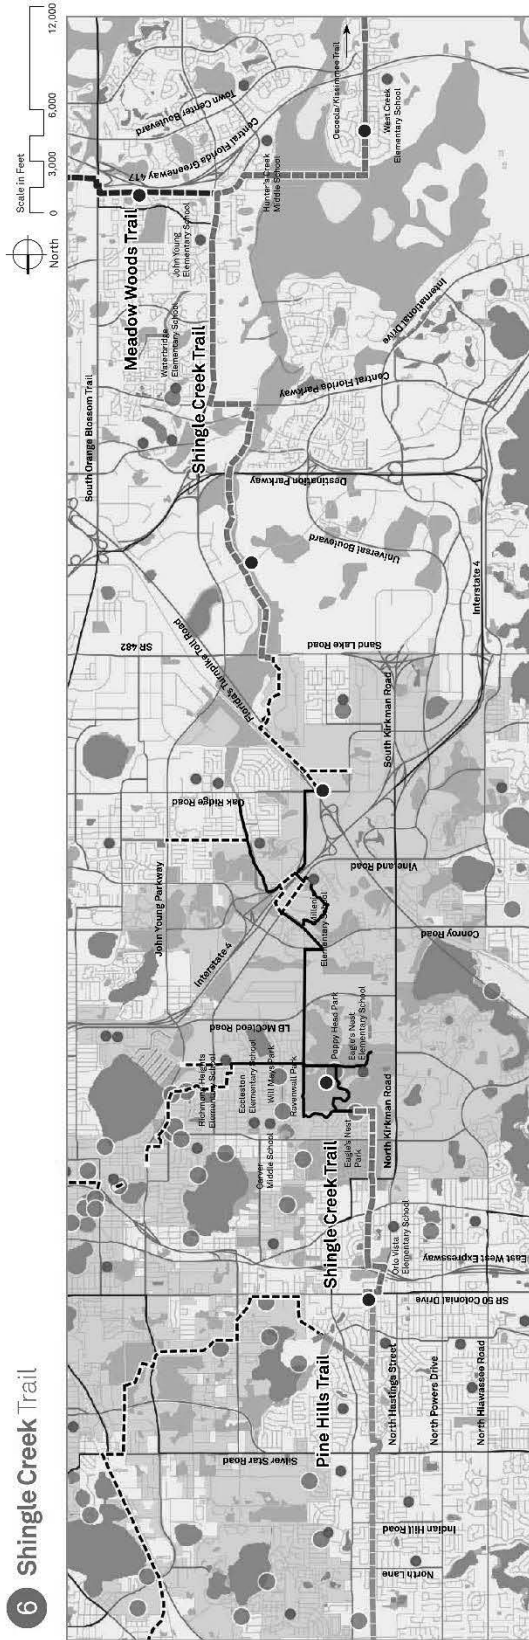 6 Shingle Creek Trail
Scale in Feet
0 3,000 6,000 12,000
North
South Orange Blossom Trail
Meadow Woods Trail
Central Florida Greeneway 417
Town Center Boulevard
John Young
Elementary School
Waterbridge
Elementary School
Shingle Creek Trail
Hunter's Creek
Middle School
Osceola/Kissimmee Trail
West Creek
Elementary School
International Drive
Central Florida Parkway
Destination Parkway
Universal Boulevard
Interstate 4
SR 482
Florida's Turnpike Toll Road
Sand Lake Road
South Kirkman Road
Oak Ridge Road
John Young Parkway
Interstate 4
Elementary School
Vineland Road
Conroy Road
LB McLeod Road
Richmond Heights
Elementary School
Eccleston
Elementary School
Will Mays Park
Ravenwall Park
Poppy Head Park
Eagle's Nest
Elementary School
Carver
Middle School
Eagle's Nest
Park
North Kirkman Road
Shingle Creek Trail
Orlo Vista
Elementary School
East West Expressway
SR 50 Colonial Drive
Pine Hills Trail
North Hastings Street
North Powers Drive
North Hiawassee Road
Silver Star Road
Indian Hill Road
North Lane